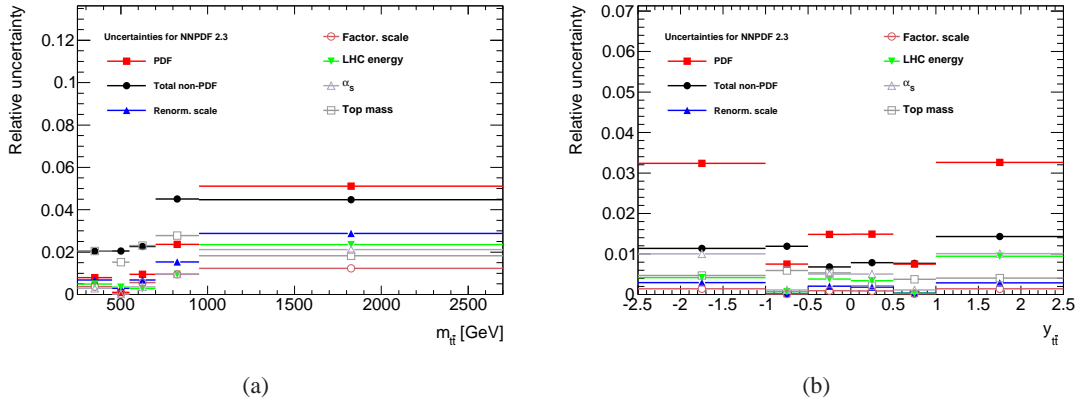 Relative uncertainty
0.12
0.1
0.08
0.06
0.04
0.02
0
Uncertainties for NNPDF 2.3
PDF
Total non-PDF
Renorm. scale
Factor. scale
LHC energy
αs
Top mass
500 1000 1500 2000 2500
mtt̄ [GeV]
(a)
Relative uncertainty
0.07
0.06
0.05
0.04
0.03
0.02
0.01
0
Uncertainties for NNPDF 2.3
PDF
Total non-PDF
Renorm. scale
Factor. scale
LHC energy
αs
Top mass
-2.5 -2 -1.5 -1 -0.5 0 0.5 1 1.5 2 2.5
ytt̄
(b)